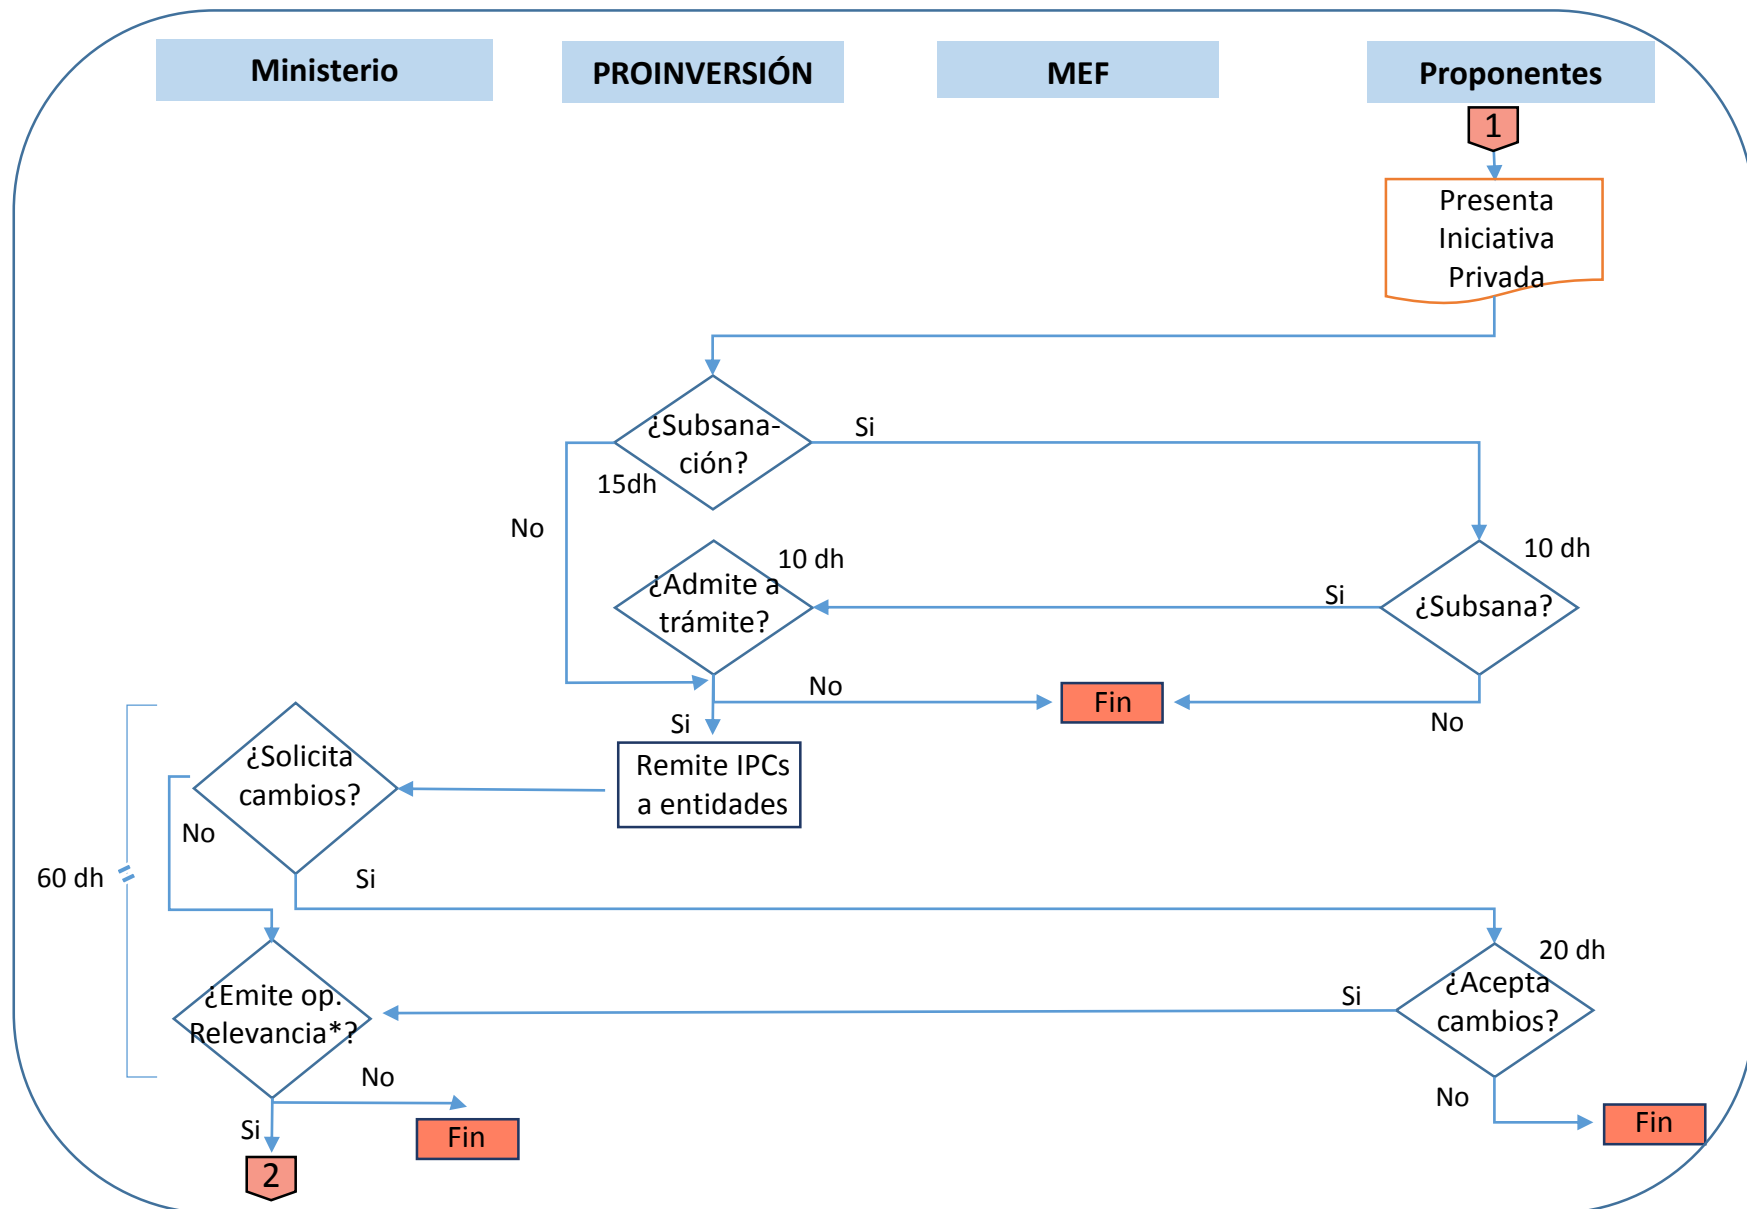 Ministerio
PROINVERSIÓN
MEF
Proponentes
1
Presenta
Iniciativa
Privada
¿Subsana-
ción?
15dh
Si
No
10 dh
¿Admite a
trámite?
10 dh
¿Subsana?
Si
No
Fin
No
Si
Remite IPCs
a entidades
¿Solicita
cambios?
No
Si
60 dh
20 dh
¿Acepta
cambios?
Si
¿Emite op.
Relevancia*?
No
Fin
No
Fin
Si
2